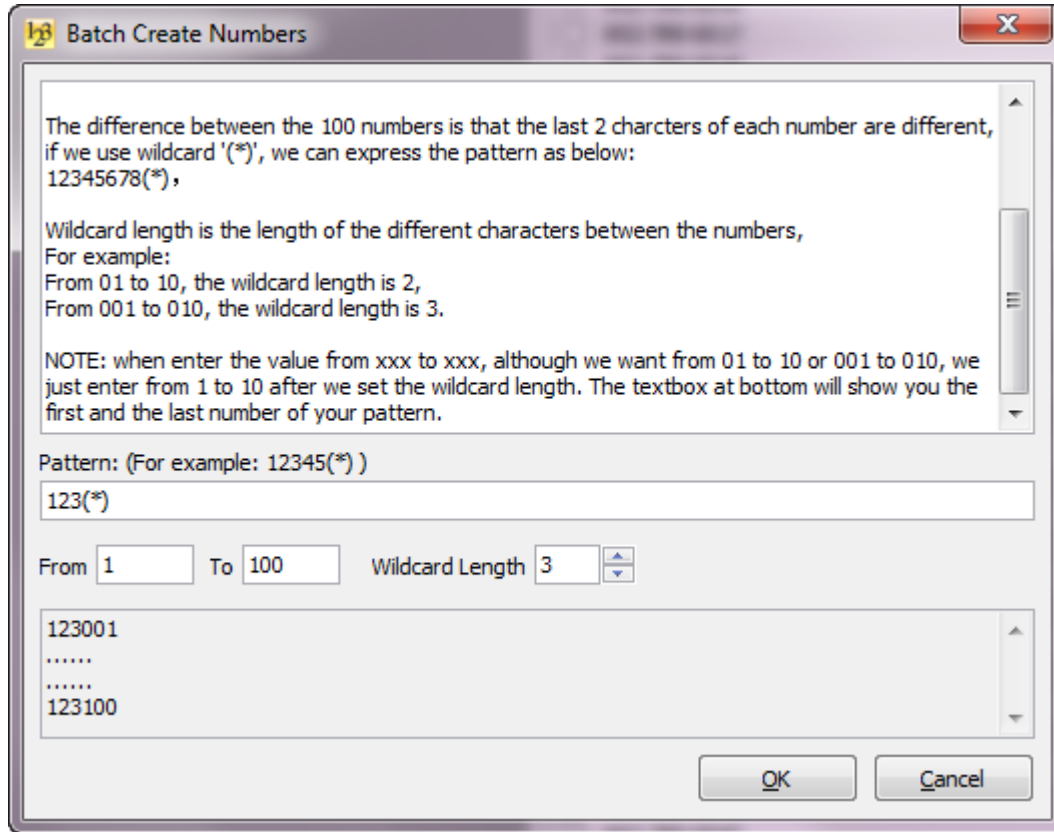 Batch Create Numbers
The difference between the 100 numbers is that the last 2 charcters of each number are different,
if we use wildcard '(*)', we can express the pattern as below:
12345678(*)，
Wildcard length is the length of the different characters between the numbers,
For example:
From 01 to 10, the wildcard length is 2,
From 001 to 010, the wildcard length is 3.
NOTE: when enter the value from xxx to xxx, although we want from 01 to 10 or 001 to 010, we
just enter from 1 to 10 after we set the wildcard length. The textbox at bottom will show you the
first and the last number of your pattern.
Pattern: (For example: 12345(*) )
123(*)
From 1 To 100 Wildcard Length 3
123001
......
......
123100
OK Cancel